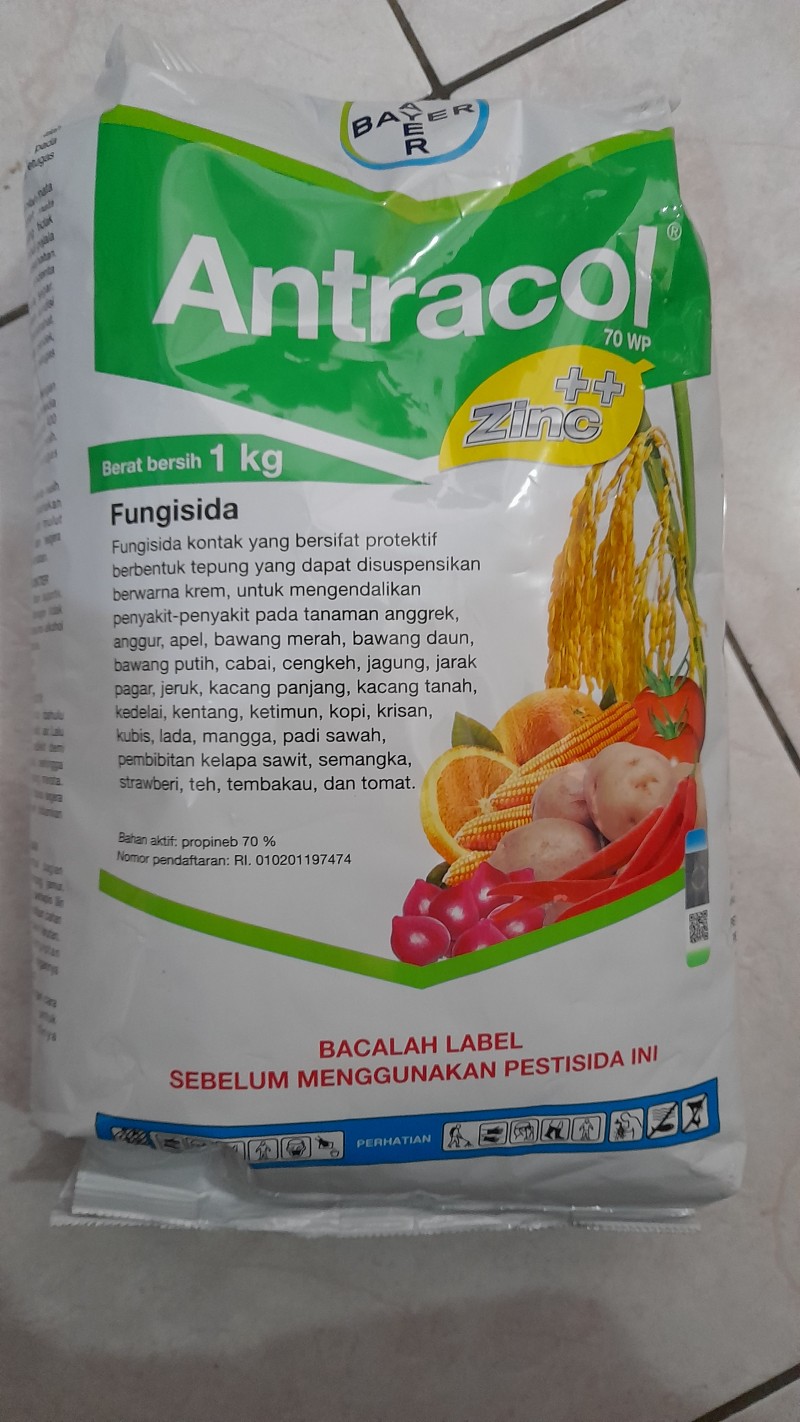 BAYER
BAYER
Antracol®
70 WP
Zinc++
Berat bersih 1 kg
Fungisida
Fungisida kontak yang bersifat protektif
berbentuk tepung yang dapat disuspensikan
berwarna krem, untuk mengendalikan
penyakit-penyakit pada tanaman anggrek,
anggur, apel, bawang merah, bawang daun,
bawang putih, cabai, cengkeh, jagung, jarak
pagar, jeruk, kacang panjang, kacang tanah,
kedelai, kentang, ketimun, kopi, krisan,
kubis, lada, mangga, padi sawah,
pembibitan kelapa sawit, semangka,
strawberi, teh, tembakau, dan tomat.
Bahan aktif: propineb 70 %
Nomor pendaftaran: RI. 010201197474
BACALAH LABEL
SEBELUM MENGGUNAKAN PESTISIDA INI
PERHATIAN